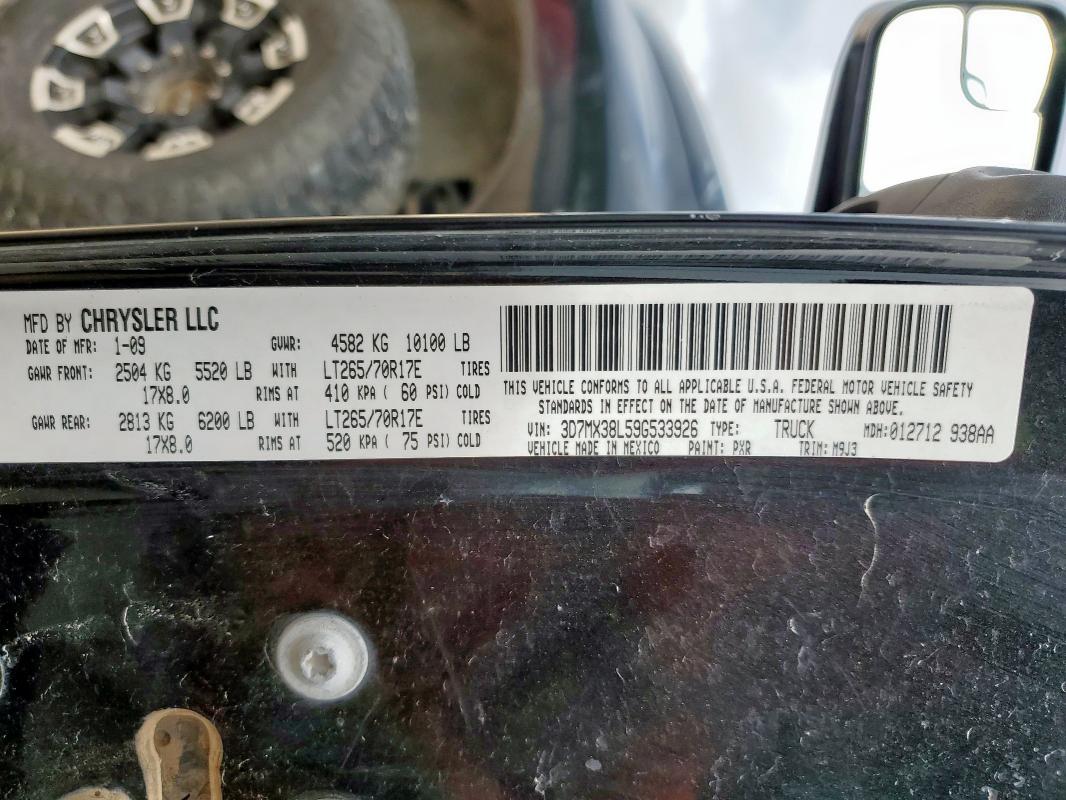 MFD BY CHRYSLER LLC
DATE OF MFR: 1-09 GVWR: 4582 KG 10100 LB
GAWR FRONT: 2504 KG 5520 LB WITH LT265/70R17E TIRES
17X8.0 RIMS AT 410 KPA ( 60 PSI) COLD
GAWR REAR: 2813 KG 6200 LB WITH LT265/70R17E TIRES
17X8.0 RIMS AT 520 KPA ( 75 PSI) COLD
THIS VEHICLE CONFORMS TO ALL APPLICABLE U.S.A. FEDERAL MOTOR VEHICLE SAFETY
STANDARDS IN EFFECT ON THE DATE OF MANUFACTURE SHOWN ABOVE.
VIN: 3D7MX38L59G533926 TYPE: TRUCK MDH:012712 938AA
VEHICLE MADE IN MEXICO PAINT: PXR TRIM: M9J3